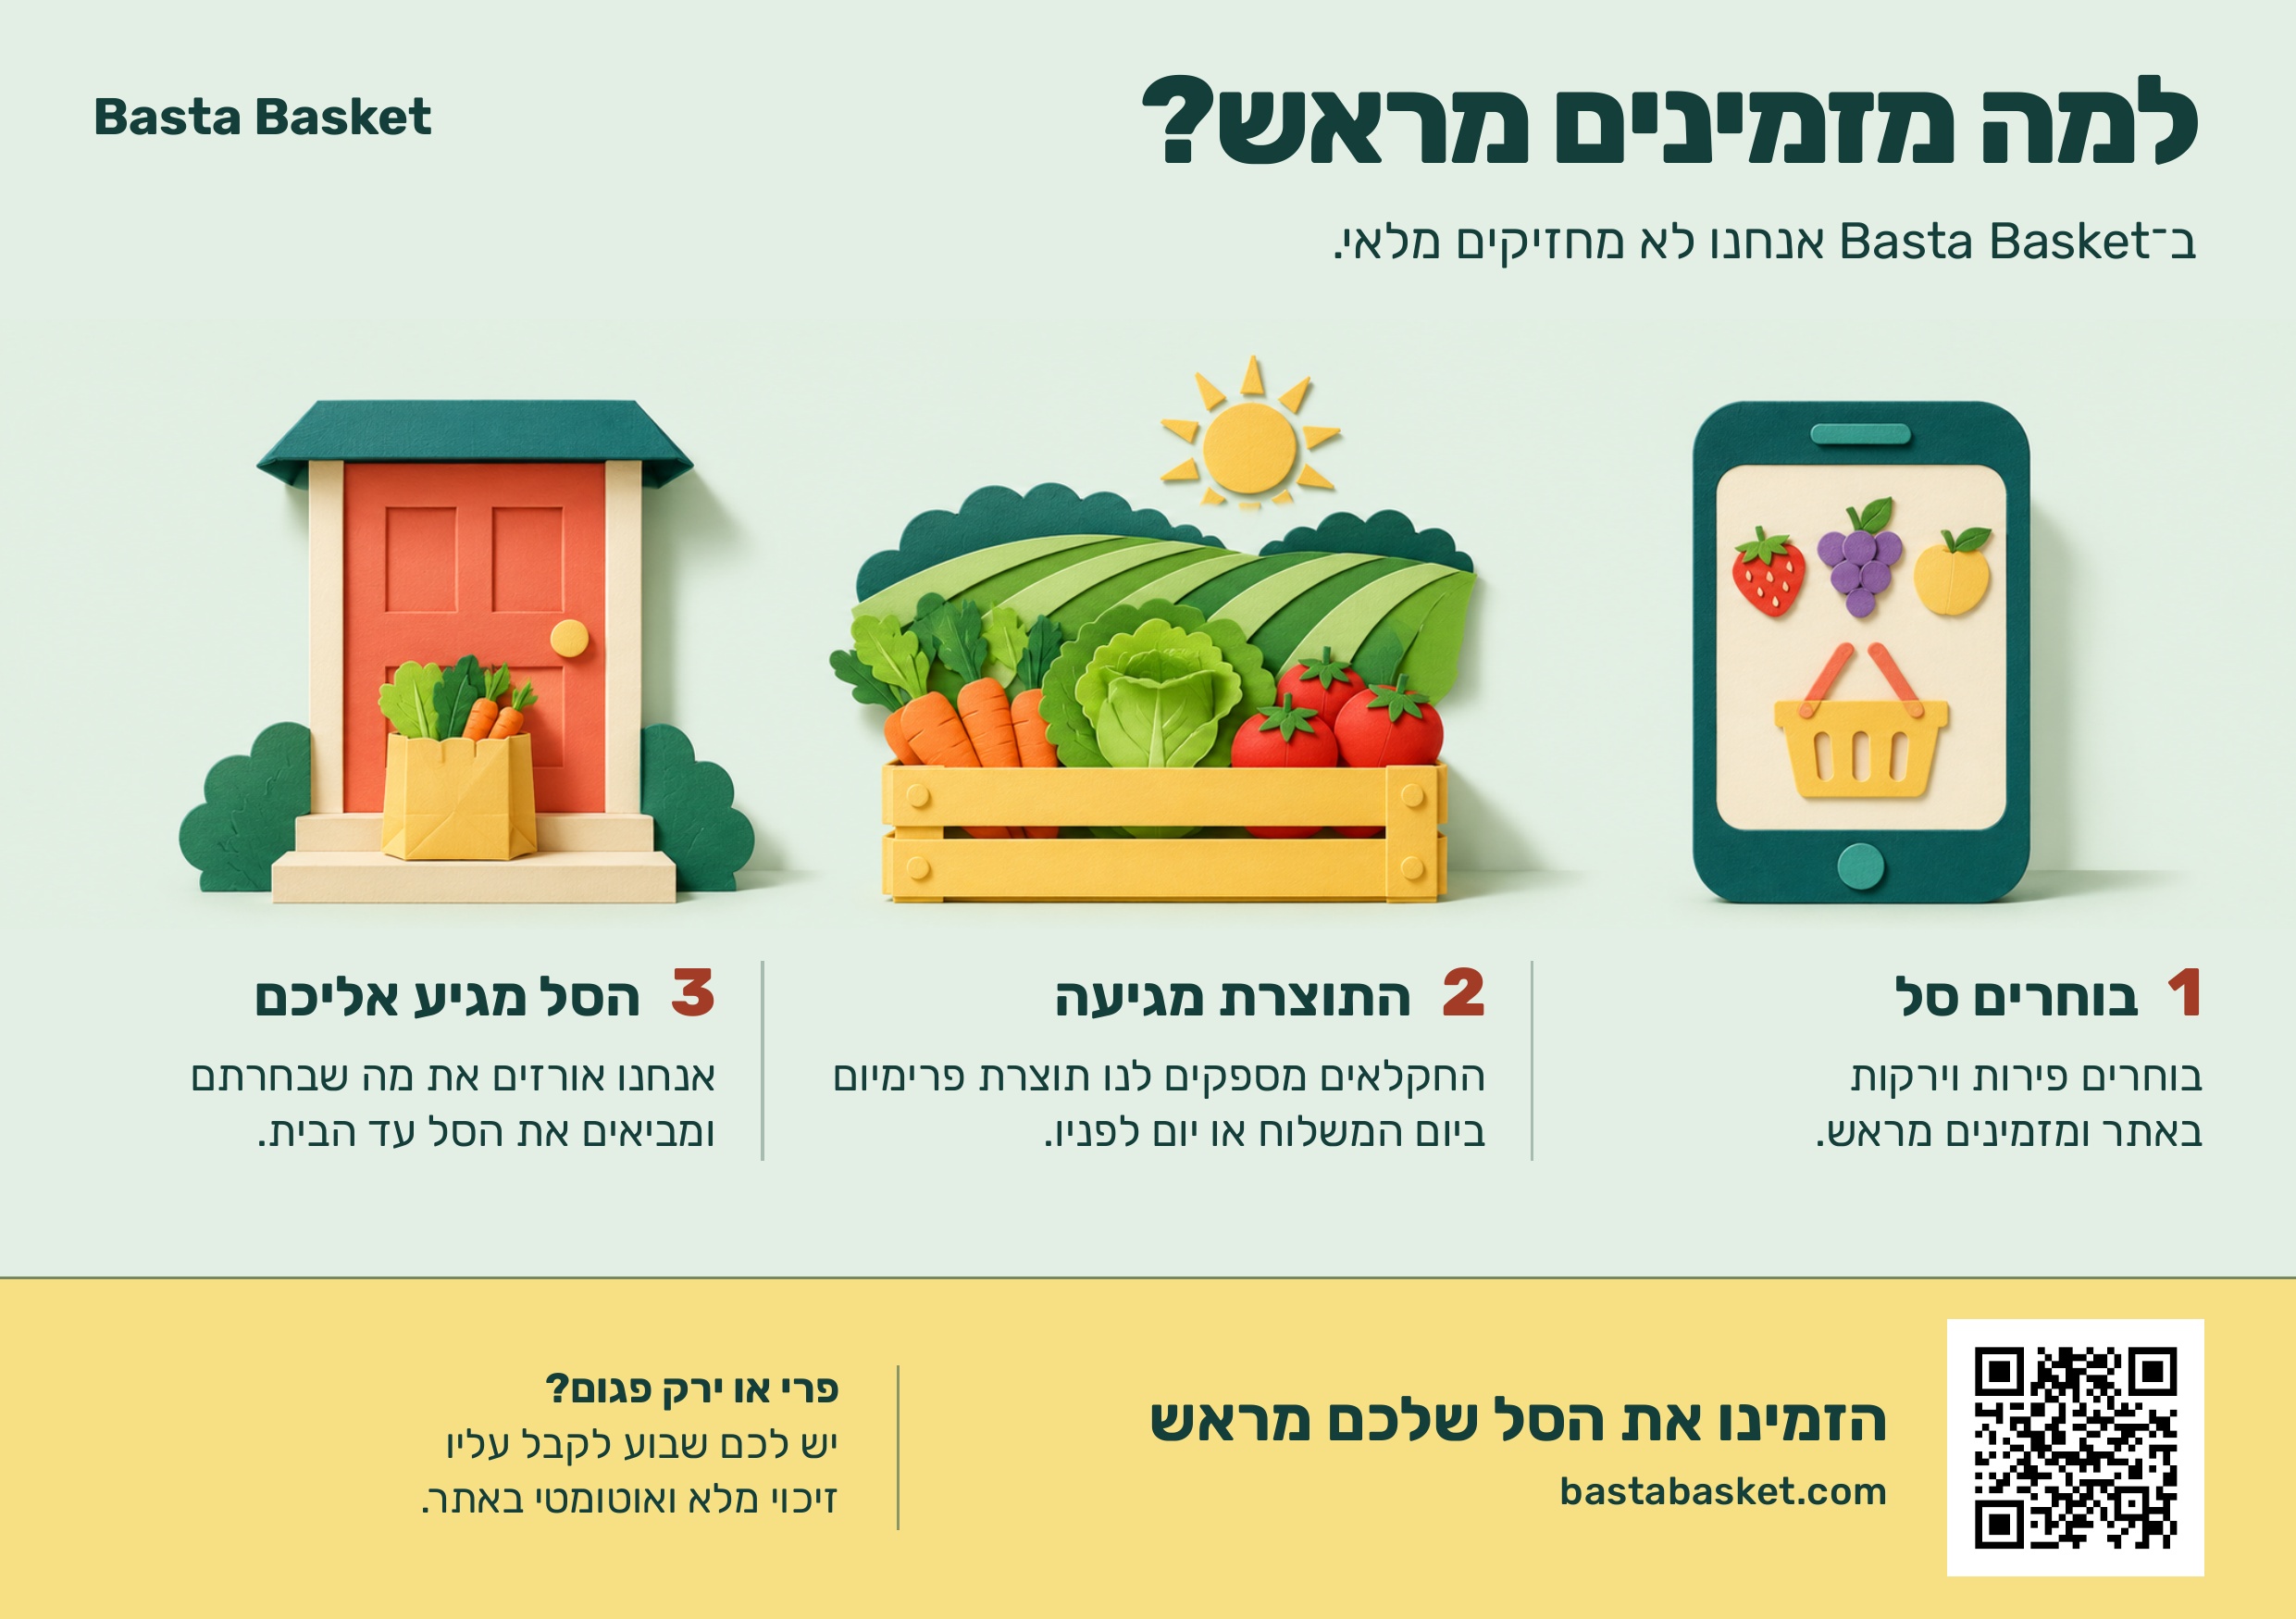 למה מזמינים מראש?
Basta Basket
ב־Basta Basket אנחנו לא מחזיקים מלאי.
1 בוחרים סל
בוחרים פירות וירקות
באתר ומזמינים מראש.
2 התוצרת מגיעה
החקלאים מספקים לנו תוצרת פרימיום
ביום המשלוח או יום לפניו.
3 הסל מגיע אליכם
אנחנו אורזים את מה שבחרתם
ומביאים את הסל עד הבית.
הזמינו את הסל שלכם מראש
bastabasket.com
פרי או ירק פגום?
יש לכם שבוע לקבל עליו
זיכוי מלא ואוטומטי באתר.